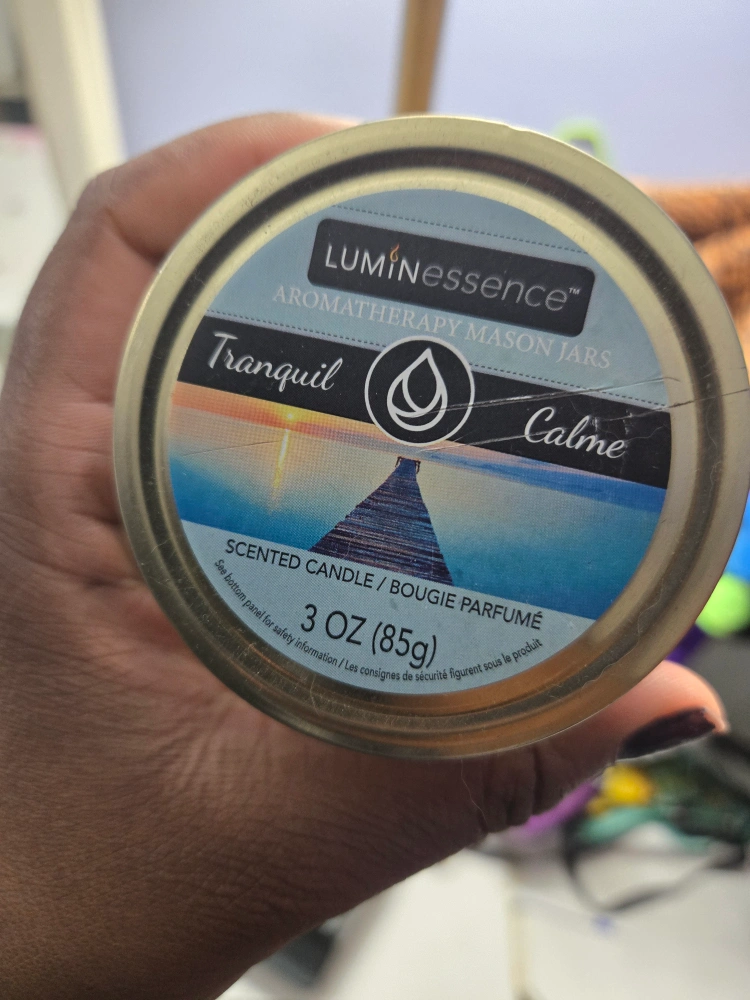 LUMiNessence™
AROMATHERAPY MASON JARS
Tranquil
Calme
SCENTED CANDLE / BOUGIE PARFUMÉ
3 OZ (85g)
See bottom panel for safety information / Les consignes de sécurité figurent sous le produit